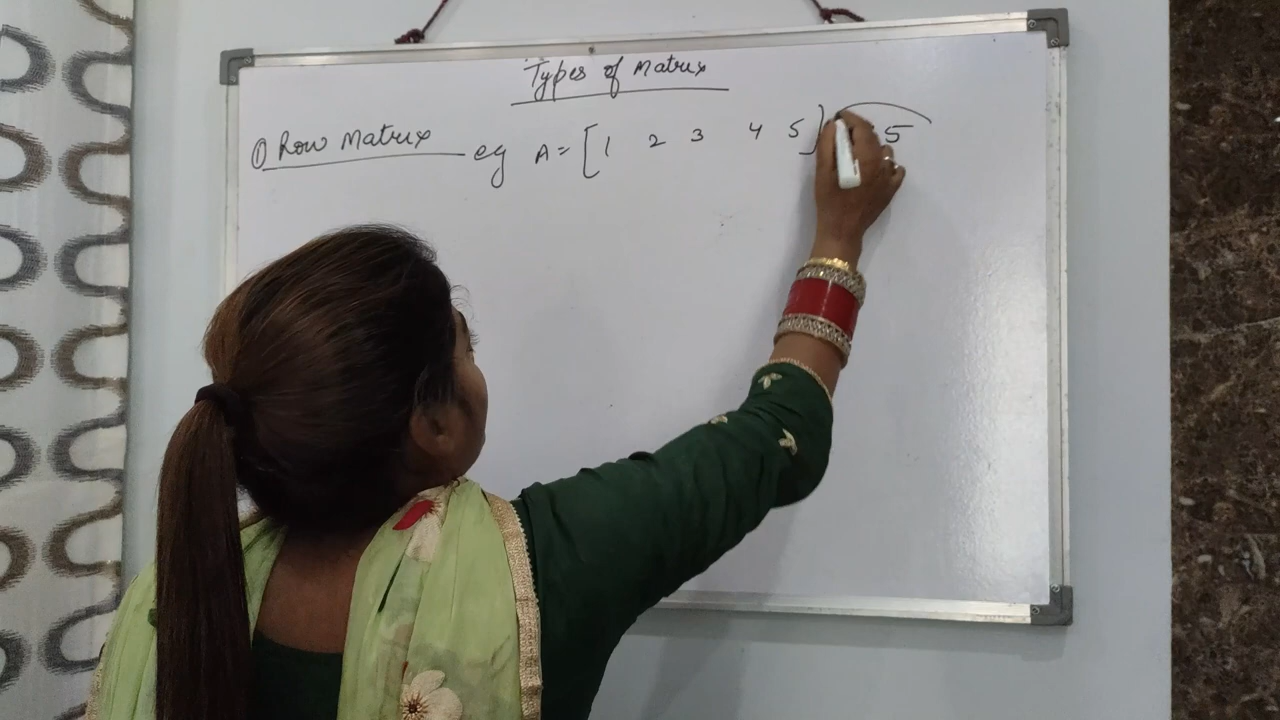 Types of Matrix
① Row Matrix eg A = [1 2 3 4 5] 5